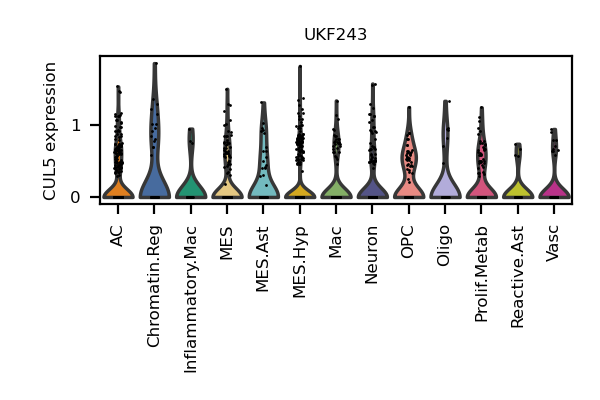 UKF243
CUL5 expression
1
0
AC
Chromatin.Reg
Inflammatory.Mac
MES
MES.Ast
MES.Hyp
Mac
Neuron
OPC
Oligo
Prolif.Metab
Reactive.Ast
Vasc